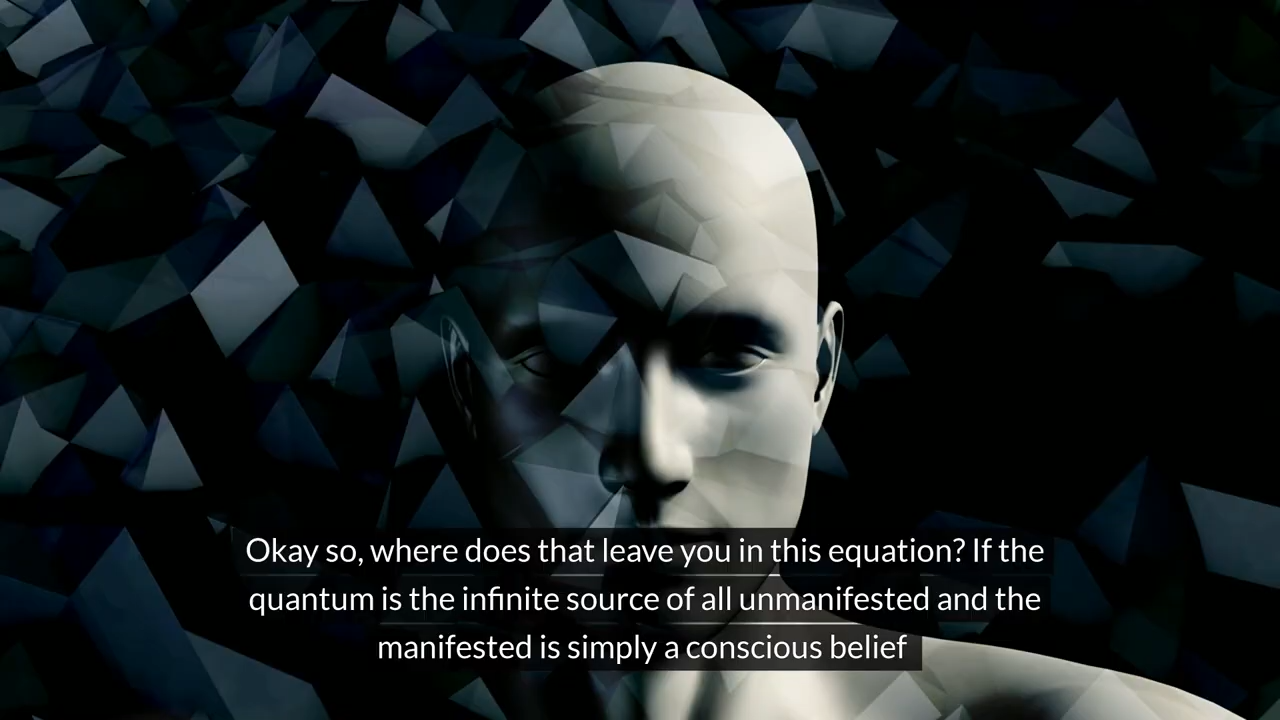 Okay so, where does that leave you in this equation? If the
quantum is the infinite source of all unmanifested and the
manifested is simply a conscious belief